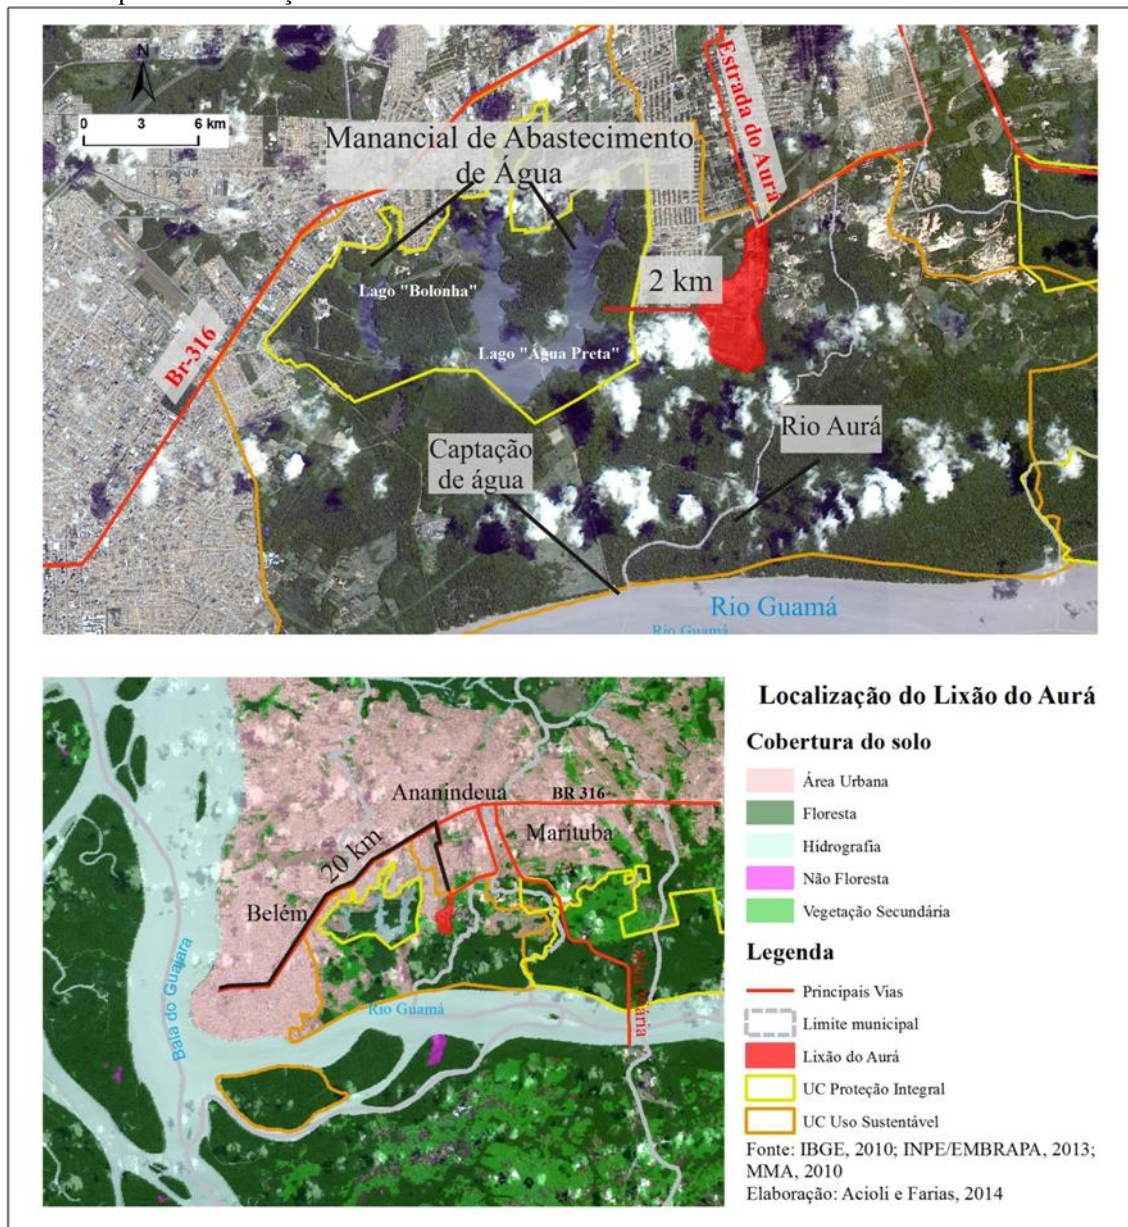 N
0 3 6 km
Estrada do Aurá
Manancial de Abastecimento
de Água
2 km
Lago "Bolonha"
Lago "Água Preta"
Br-316
Rio Aurá
Captação
de água
Rio Guamá
Rio Guamá
Localização do Lixão do Aurá
Cobertura do solo
Área Urbana
Floresta
Hidrografia
Não Floresta
Vegetação Secundária
Legenda
Principais Vias
Limite municipal
Lixão do Aurá
UC Proteção Integral
UC Uso Sustentável
Fonte: IBGE, 2010; INPE/EMBRAPA, 2013;
MMA, 2010
Elaboração: Acioli e Farias, 2014
Ananindeua
BR 316
Marituba
20 km
Belém
Baía do Guajará
Rio Guamá
Viária